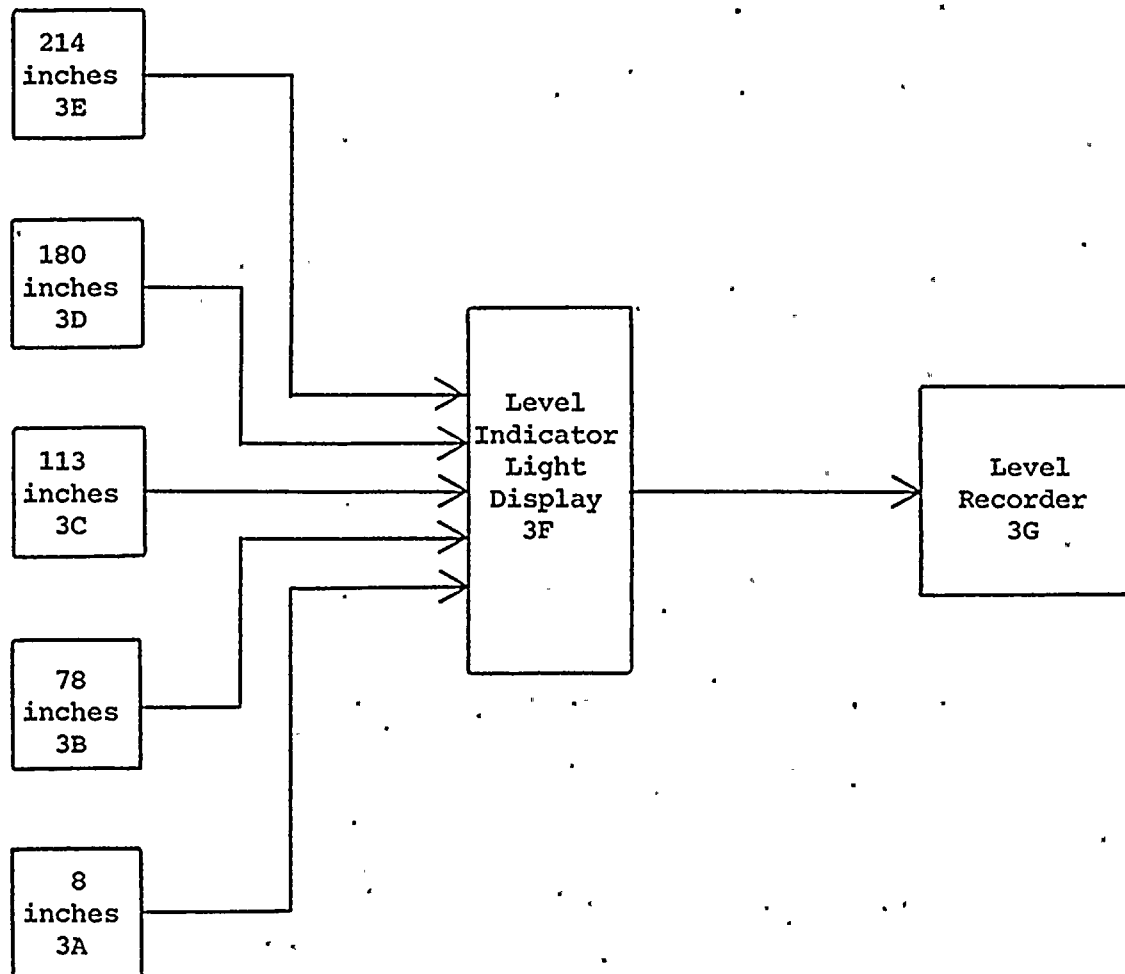 214
inches
3E
180
inches
3D
113
inches
3C
78
inches
3B
8
inches
3A
Level
Indicator
Light
Display
3F
Level
Recorder
3G